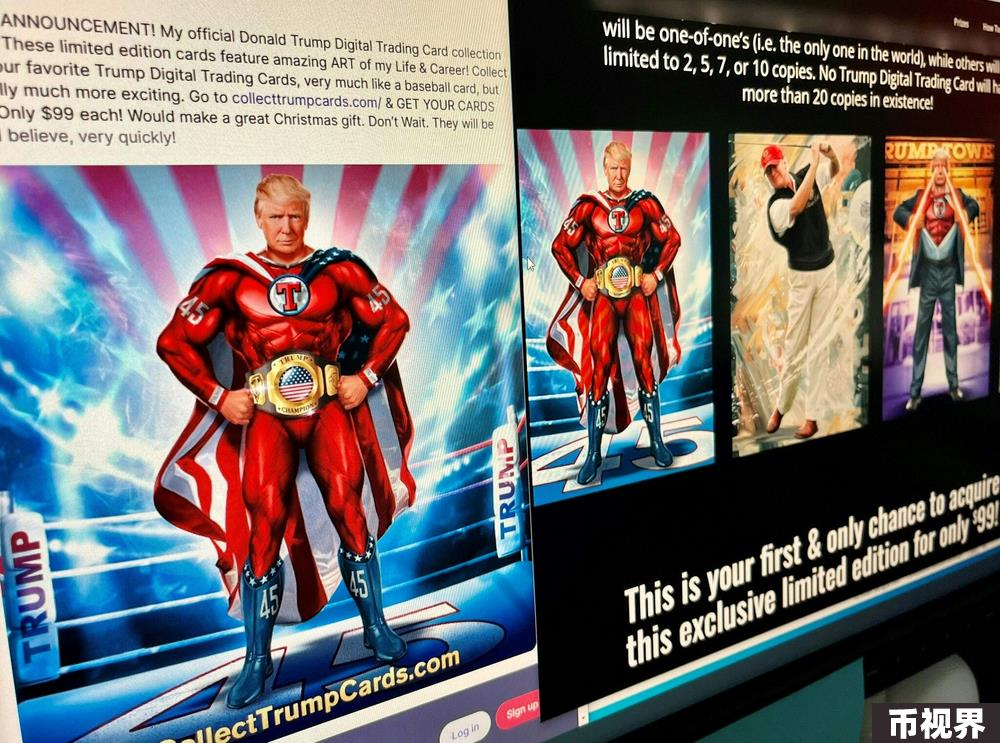 ANNOUNCEMENT! My official Donald Trump Digital Trading Card collection
These limited edition cards feature amazing ART of my Life & Career! Collect
favorite Trump Digital Trading Cards, very much like a baseball card, but
much more exciting. Go to collecttrumpcards.com/ & GET YOUR CARDS
Only $99 each! Would make a great Christmas gift. Don't Wait. They will be
believe, very quickly!
T
45
45
TRUMP
CHAMPION
TRUMP
TRUMP
45
45
45
CollectTrumpCards.com
Log in
Sign up
Prizes
will be one-of-one's (i.e. the only one in the world), while others will
limited to 2, 5, 7, or 10 copies. No Trump Digital Trading Card will
more than 20 copies in existence!
T
45
45
45
TRUMP TOWE
This is your first & only chance to acquire
this exclusive limited edition for only $99!
币视界